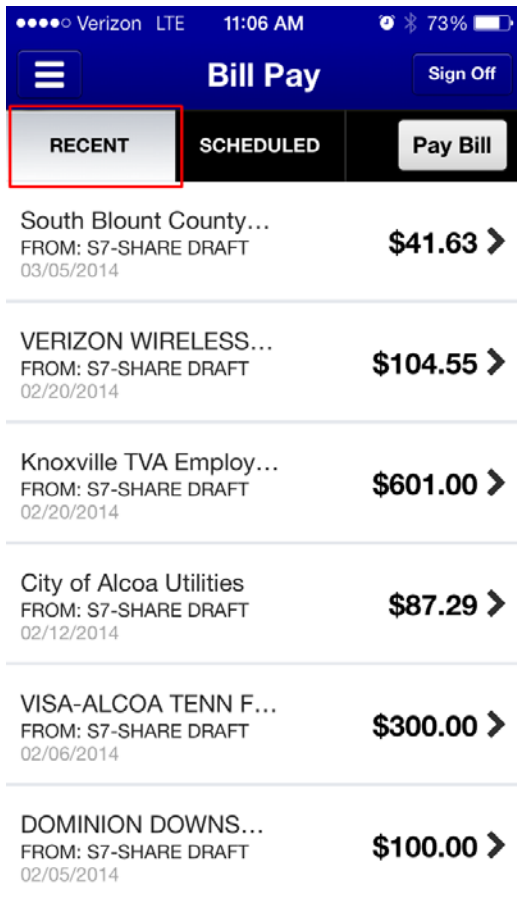 Verizon LTE 11:06 AM 73%
Bill Pay Sign Off
RECENT SCHEDULED Pay Bill
South Blount County...
FROM: S7-SHARE DRAFT $41.63
03/05/2014
VERIZON WIRELESS...
FROM: S7-SHARE DRAFT $104.55
02/20/2014
Knoxville TVA Employ...
FROM: S7-SHARE DRAFT $601.00
02/20/2014
City of Alcoa Utilities
FROM: S7-SHARE DRAFT $87.29
02/12/2014
VISA-ALCOA TENN F...
FROM: S7-SHARE DRAFT $300.00
02/06/2014
DOMINION DOWNS...
FROM: S7-SHARE DRAFT $100.00
02/05/2014